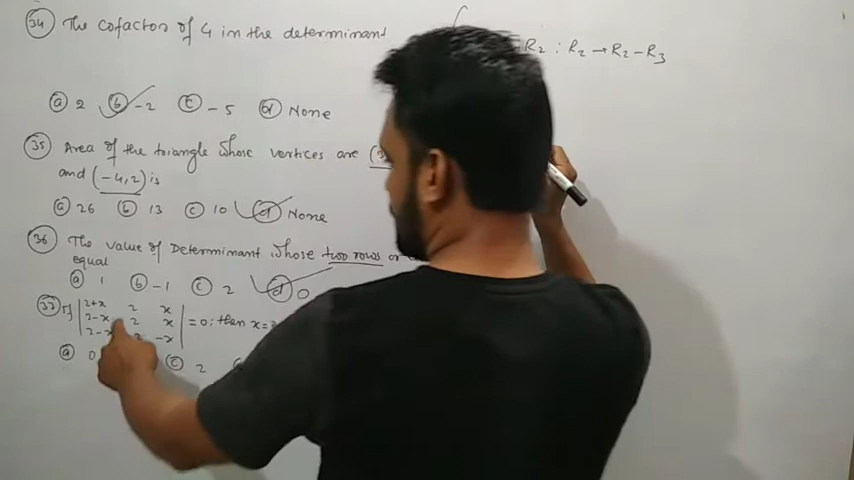 34 The cofactor of 4 in the determinant
R2 : R2 → R2 - R3
a 2 b -2 c -5 d None
35 Area of the triangle whose vertices are
and (-4,2) is
a 26 b 13 c 10 d None
36 The value of Determinant whose two rows or
equal
a 1 b -1 c 2 d 0
37 If 2+x 2 x
2-x 2 x = 0; then x=?
2-x 2 -x
a 0 c 2